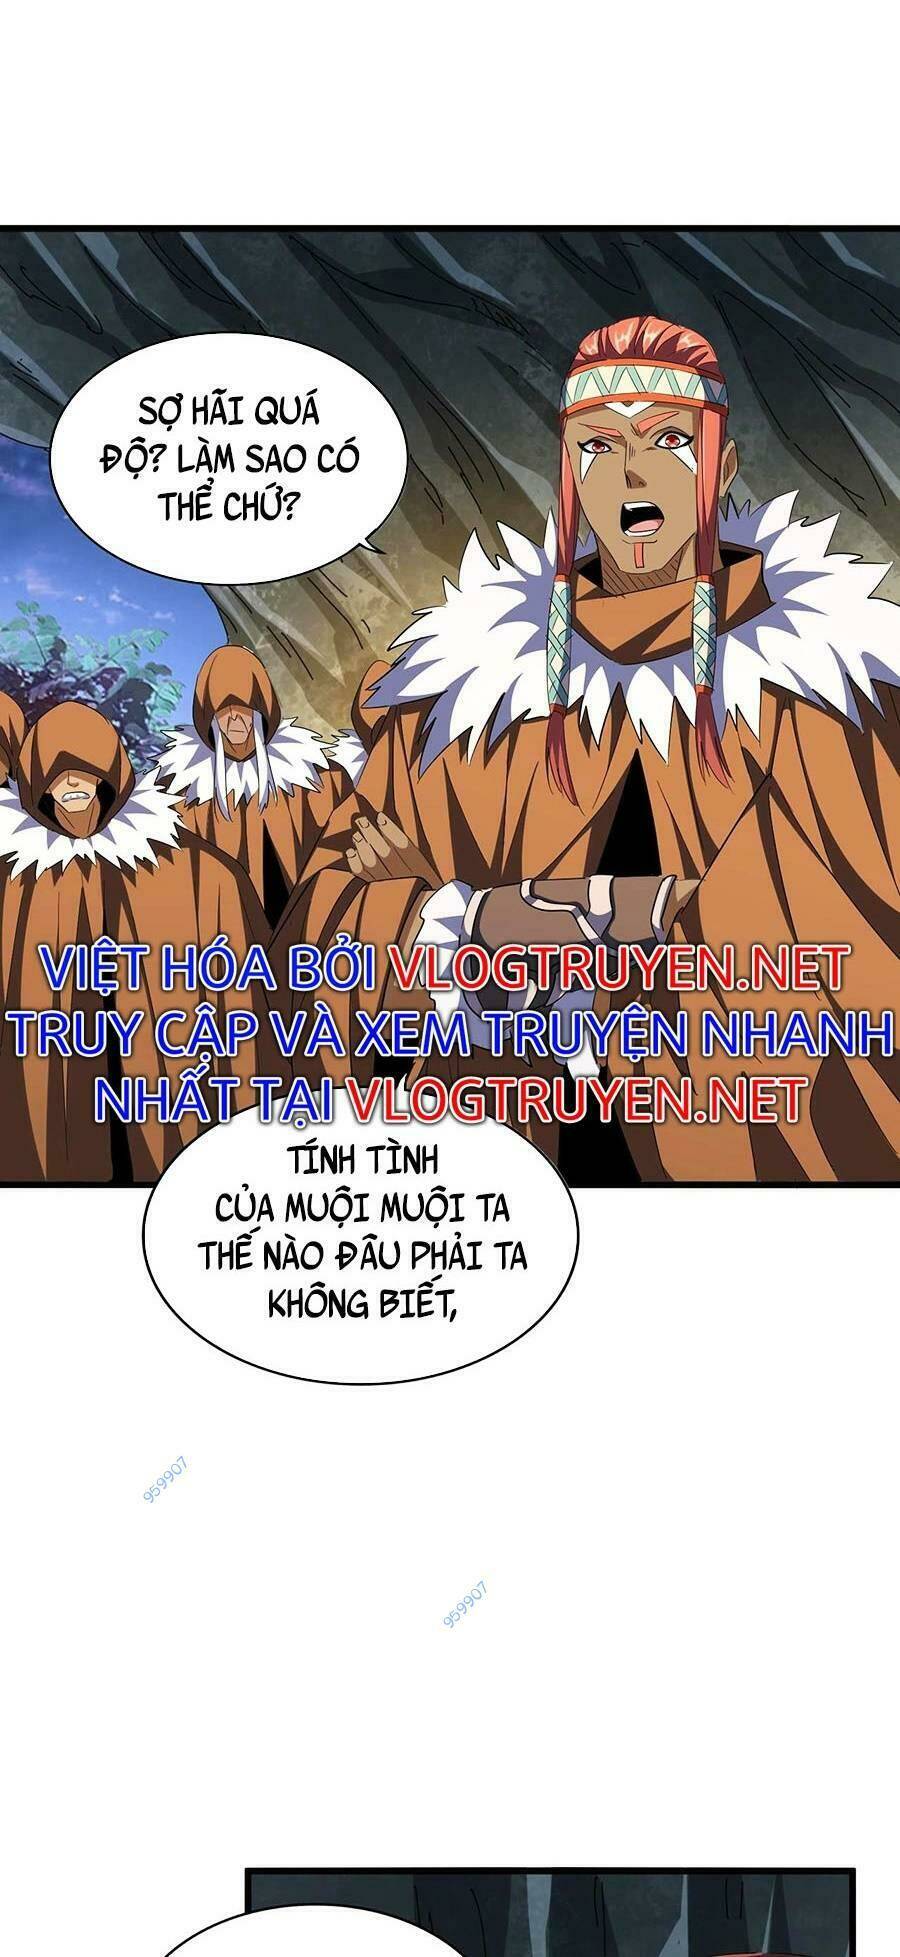 SỢ HÃI QUÁ
ĐỘ? LÀM SAO CÓ
THỂ CHỨ?
VIỆT HÓA BỞI VLOGTRUYEN.NET
TRUY CẬP VÀ XEM TRUYỆN NHANH
NHẤT TẠI VLOGTRUYEN.NET
TÍNH TÌNH
CỦA MUỘI MUỘI TA
THẾ NÀO ĐÂU PHẢI TA
KHÔNG BIẾT,
959907
959907